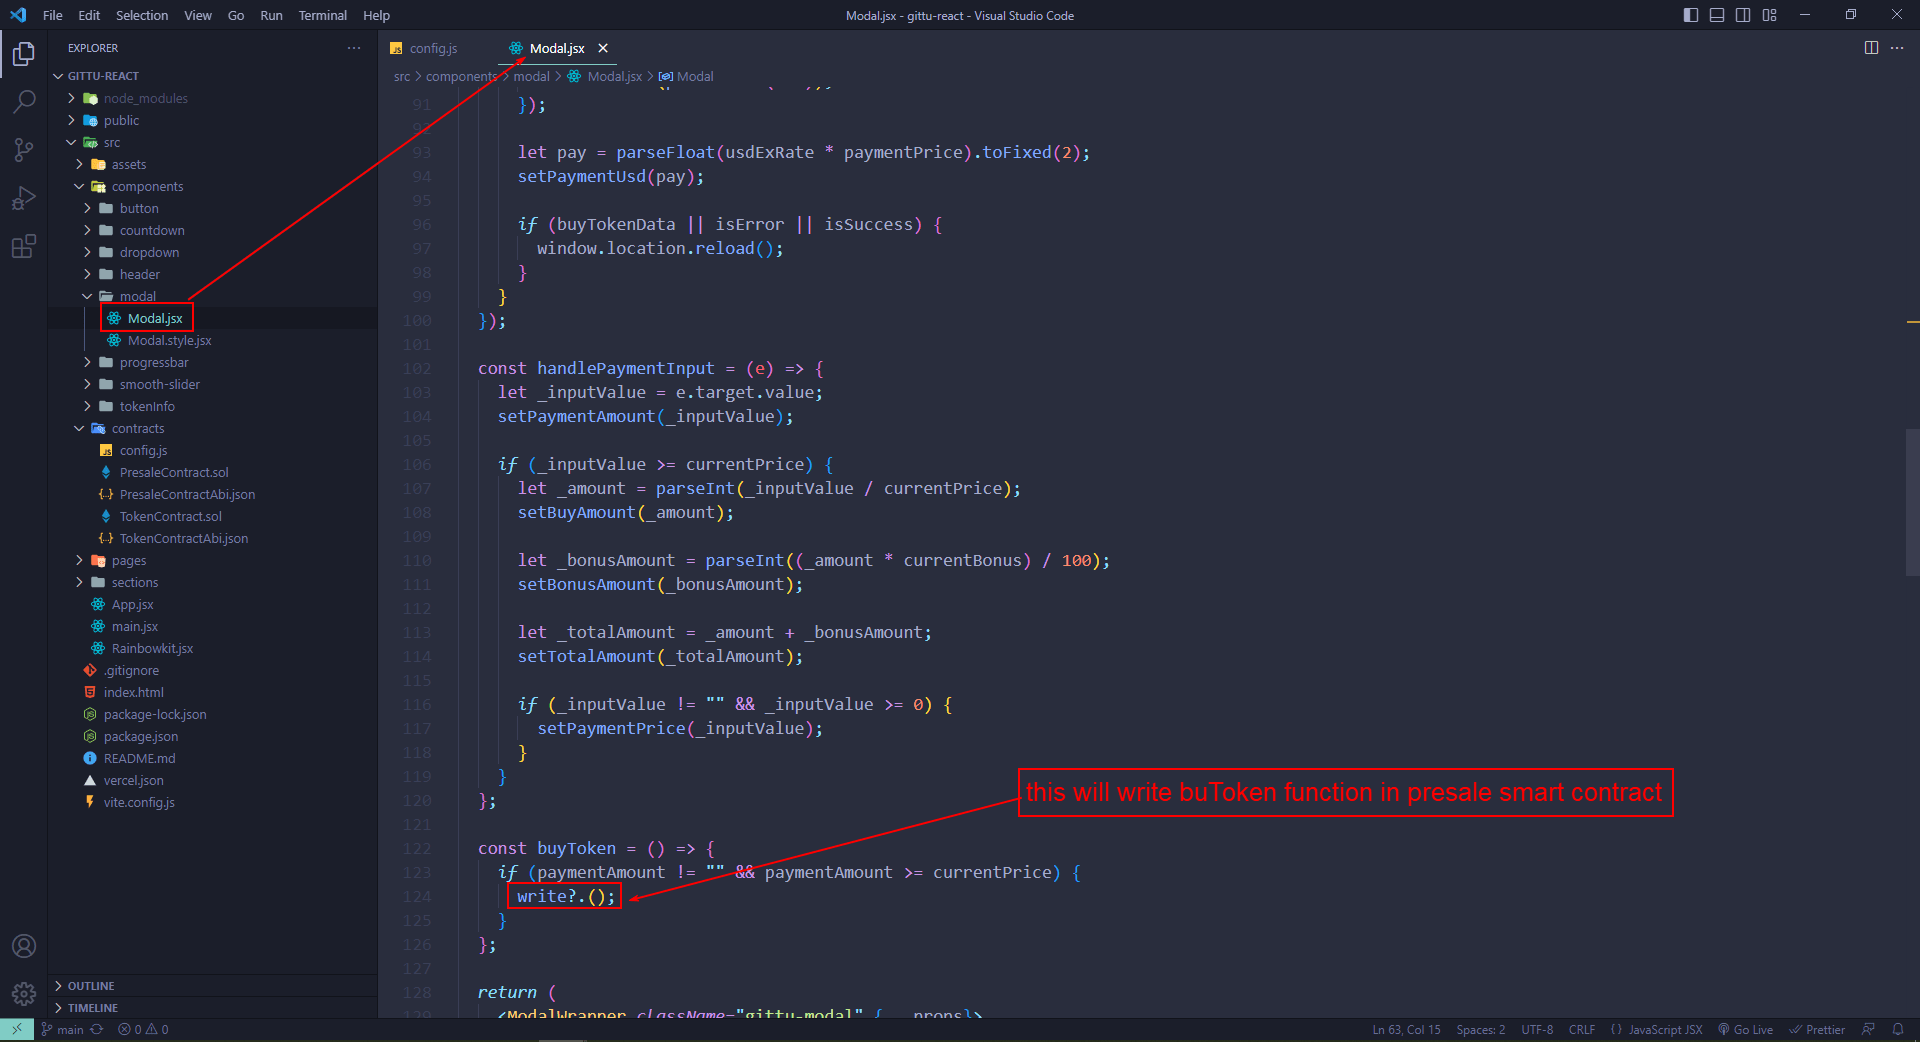 File Edit Selection View Go Run Terminal Help
Modal.jsx - gittu-react - Visual Studio Code
EXPLORER
GITTU-REACT
node_modules
public
src
assets
components
button
countdown
dropdown
header
modal
Modal.jsx
Modal.style.jsx
progressbar
smooth-slider
tokenInfo
contracts
config.js
PresaleContract.sol
PresaleContractAbi.json
TokenContract.sol
TokenContractAbi.json
pages
sections
App.jsx
main.jsx
Rainbowkit.jsx
.gitignore
index.html
package-lock.json
package.json
README.md
vercel.json
vite.config.js
OUTLINE
TIMELINE
config.js Modal.jsx
src > components > modal > Modal.jsx > Modal
91 });
92
93 let pay = parseFloat(usdExRate * paymentPrice).toFixed(2);
94 setPaymentUsd(pay);
95
96 if (buyTokenData || isError || isSuccess) {
97 window.location.reload();
98 }
99 }
100 });
101
102 const handlePaymentInput = (e) => {
103 let _inputValue = e.target.value;
104 setPaymentAmount(_inputValue);
105
106 if (_inputValue >= currentPrice) {
107 let _amount = parseInt(_inputValue / currentPrice);
108 setBuyAmount(_amount);
109
110 let _bonusAmount = parseInt((_amount * currentBonus) / 100);
111 setBonusAmount(_bonusAmount);
112
113 let _totalAmount = _amount + _bonusAmount;
114 setTotalAmount(_totalAmount);
115
116 if (_inputValue != "" && _inputValue >= 0) {
117 setPaymentPrice(_inputValue);
118 }
119 }
120 };
this will write buToken function in presale smart contract
121
122 const buyToken = () => {
123 if (paymentAmount != "" && paymentAmount >= currentPrice) {
124 write?.();
125 }
126 };
127
128 return (
129 <ModalWrapper className="gittu-modal" {...props}>
main 0 0
Ln 63, Col 15 Spaces: 2 UTF-8 CRLF {} JavaScript JSX Go Live Prettier